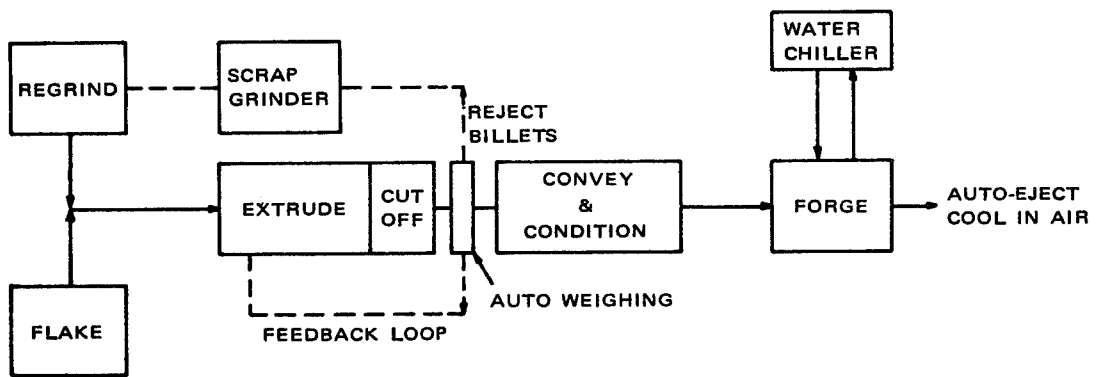 WATER
CHILLER
REGRIND
SCRAP
GRINDER
REJECT
BILLETS
EXTRUDE
CUT
OFF
CONVEY
&
CONDITION
FORGE
AUTO-EJECT
COOL IN AIR
FLAKE
FEEDBACK LOOP
AUTO WEIGHING